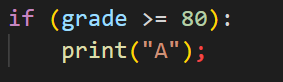 if (grade >= 80):
    print("A");